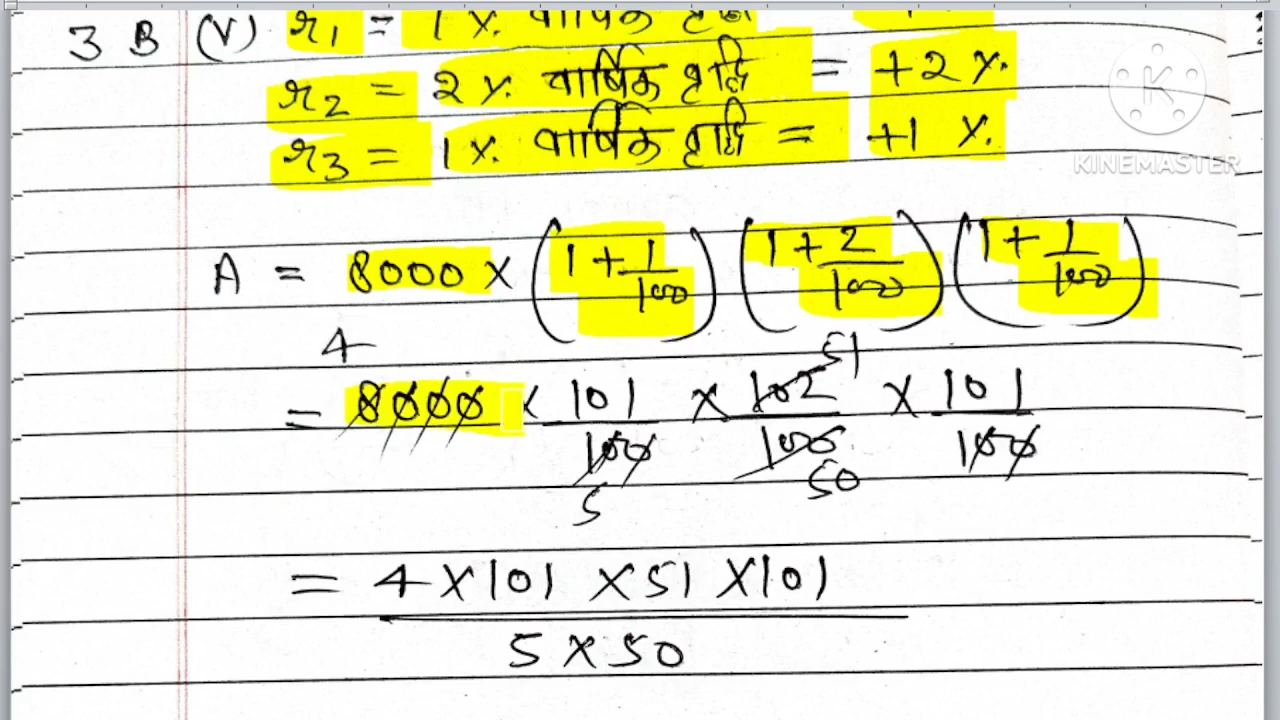 3 B (V) r1 = 1 %. वार्षिक वृद्धि
r2 = 2 %. वार्षिक वृद्धि = +2 %.
r3 = 1 %. वार्षिक वृद्धि = +1 %.
KINEMASTER
A = 8000 × (1 + 1/100) (1 + 2/100) (1 + 1/100)
4 51
= 8000 × 101/100 × 102/100 × 101/100
5 50
= 4 × 101 × 51 × 101
5 × 50